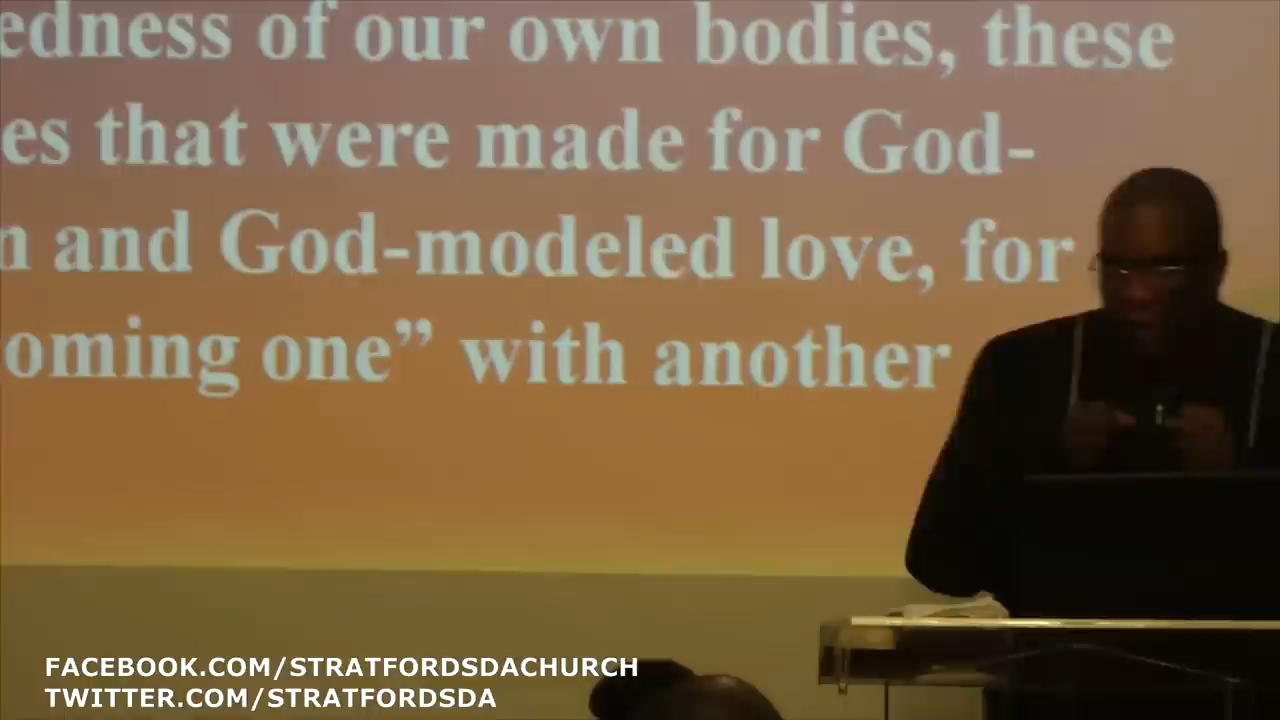 edness of our own bodies, these
es that were made for God-
n and God-modeled love, for
oming one” with another
FACEBOOK.COM/STRATFORDSDACHURCH
TWITTER.COM/STRATFORDSDA